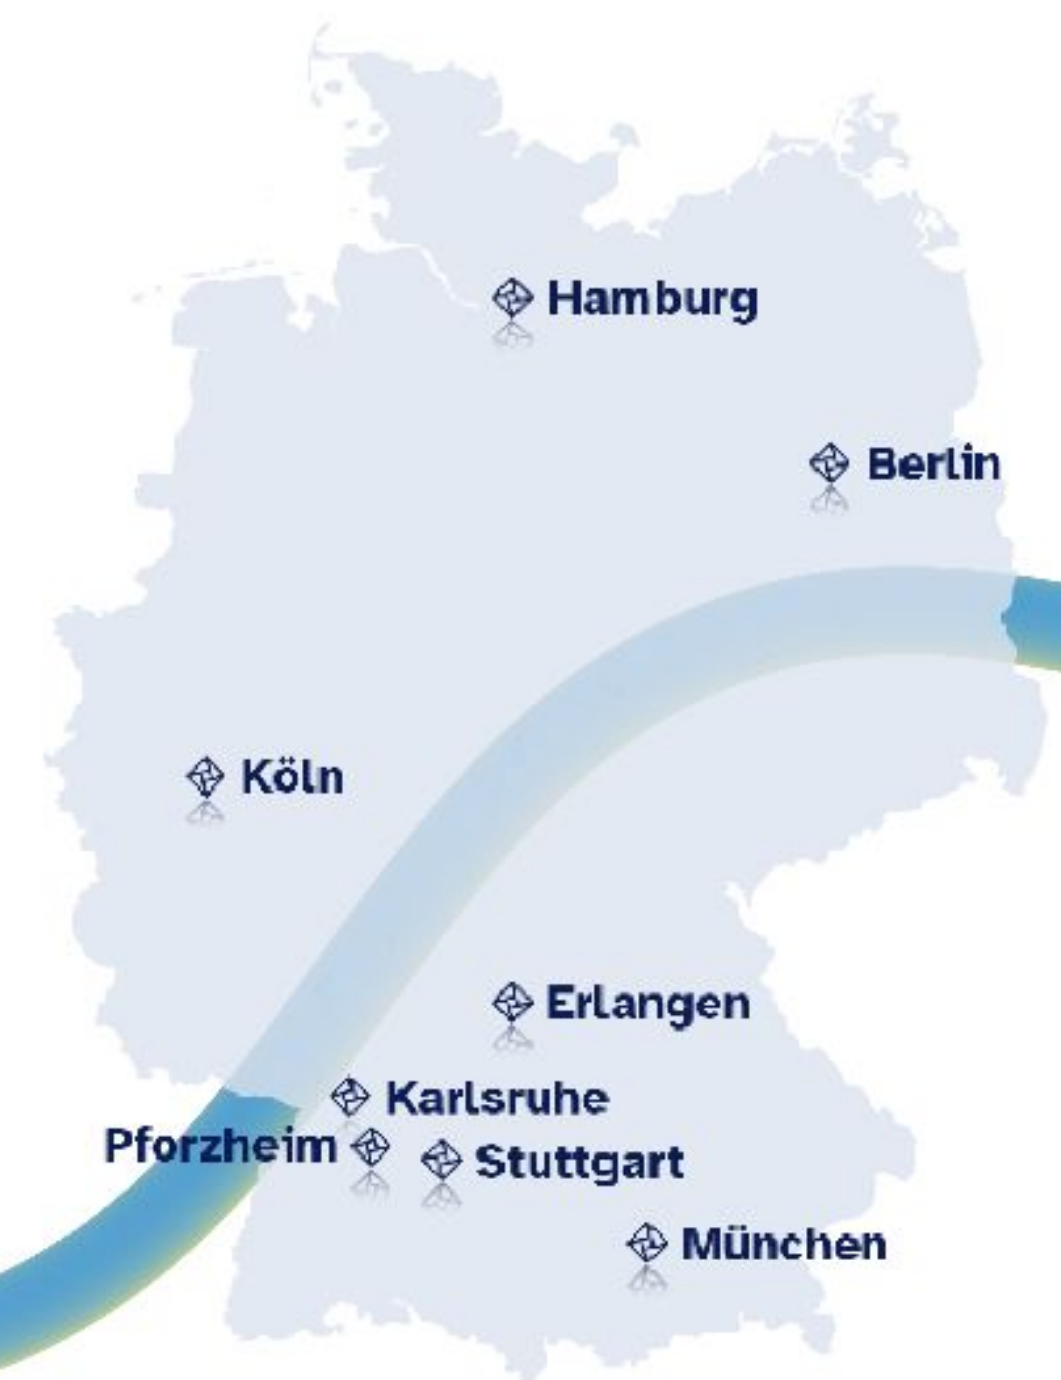 Hamburg
Berlin
Köln
Erlangen
Karlsruhe
Pforzheim
Stuttgart
München